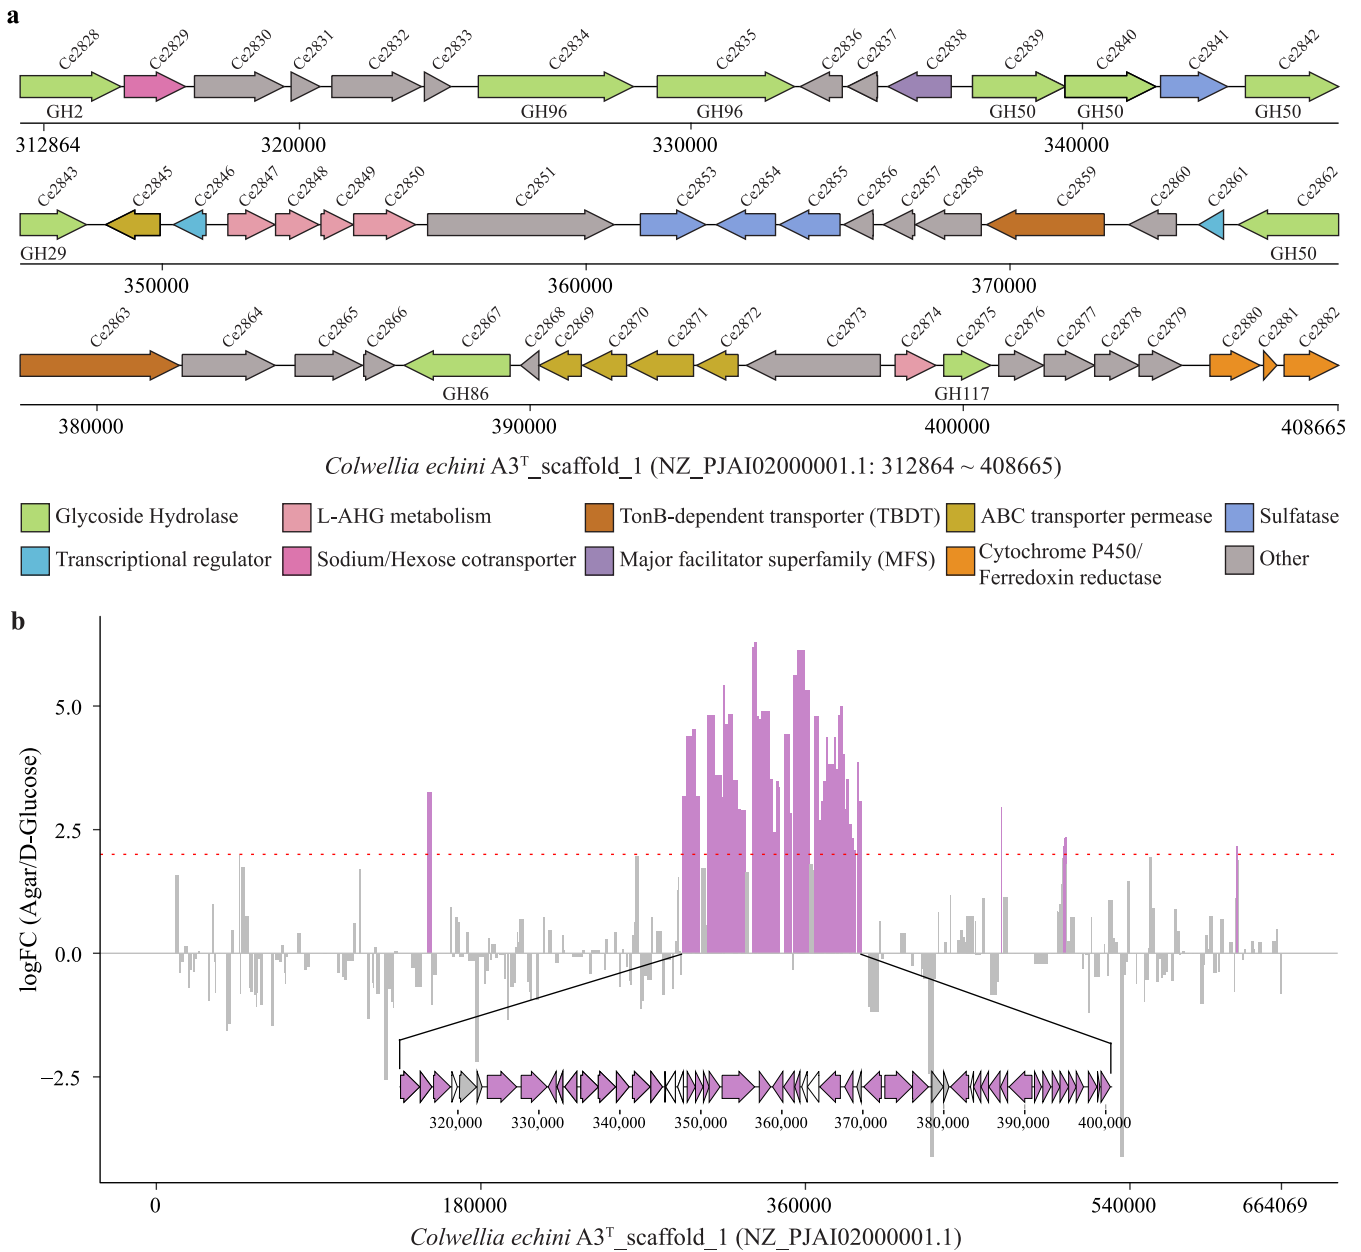 a
Ce2828 Ce2829 Ce2830 Ce2831 Ce2832 Ce2833 Ce2834 Ce2835 Ce2836 Ce2837 Ce2838 Ce2839 Ce2840 Ce2841 Ce2842
GH2 GH96 GH96 GH50 GH50 GH50
312864 320000 330000 340000
Ce2843 Ce2845 Ce2846 Ce2847 Ce2848 Ce2849 Ce2850 Ce2851 Ce2853 Ce2854 Ce2855 Ce2856 Ce2857 Ce2858 Ce2859 Ce2860 Ce2861 Ce2862
GH29 GH50
350000 360000 370000
Ce2863 Ce2864 Ce2865 Ce2866 Ce2867 Ce2868 Ce2869 Ce2870 Ce2871 Ce2872 Ce2873 Ce2874 Ce2875 Ce2876 Ce2877 Ce2878 Ce2879 Ce2880 Ce2881 Ce2882
GH86 GH117
380000 390000 400000 408665
Colwellia echini A3ᵀ_scaffold_1 (NZ_PJAI02000001.1: 312864 ~ 408665)
Glycoside Hydrolase L-AHG metabolism TonB-dependent transporter (TBDT) ABC transporter permease Sulfatase
Transcriptional regulator Sodium/Hexose cotransporter Major facilitator superfamily (MFS) Cytochrome P450/
Ferredoxin reductase Other
b
logFC (Agar/D-Glucose)
5.0
2.5
0.0
−2.5
320,000 330,000 340,000 350,000 360,000 370,000 380,000 390,000 400,000
0 180000 360000 540000 664069
Colwellia echini A3ᵀ_scaffold_1 (NZ_PJAI02000001.1)